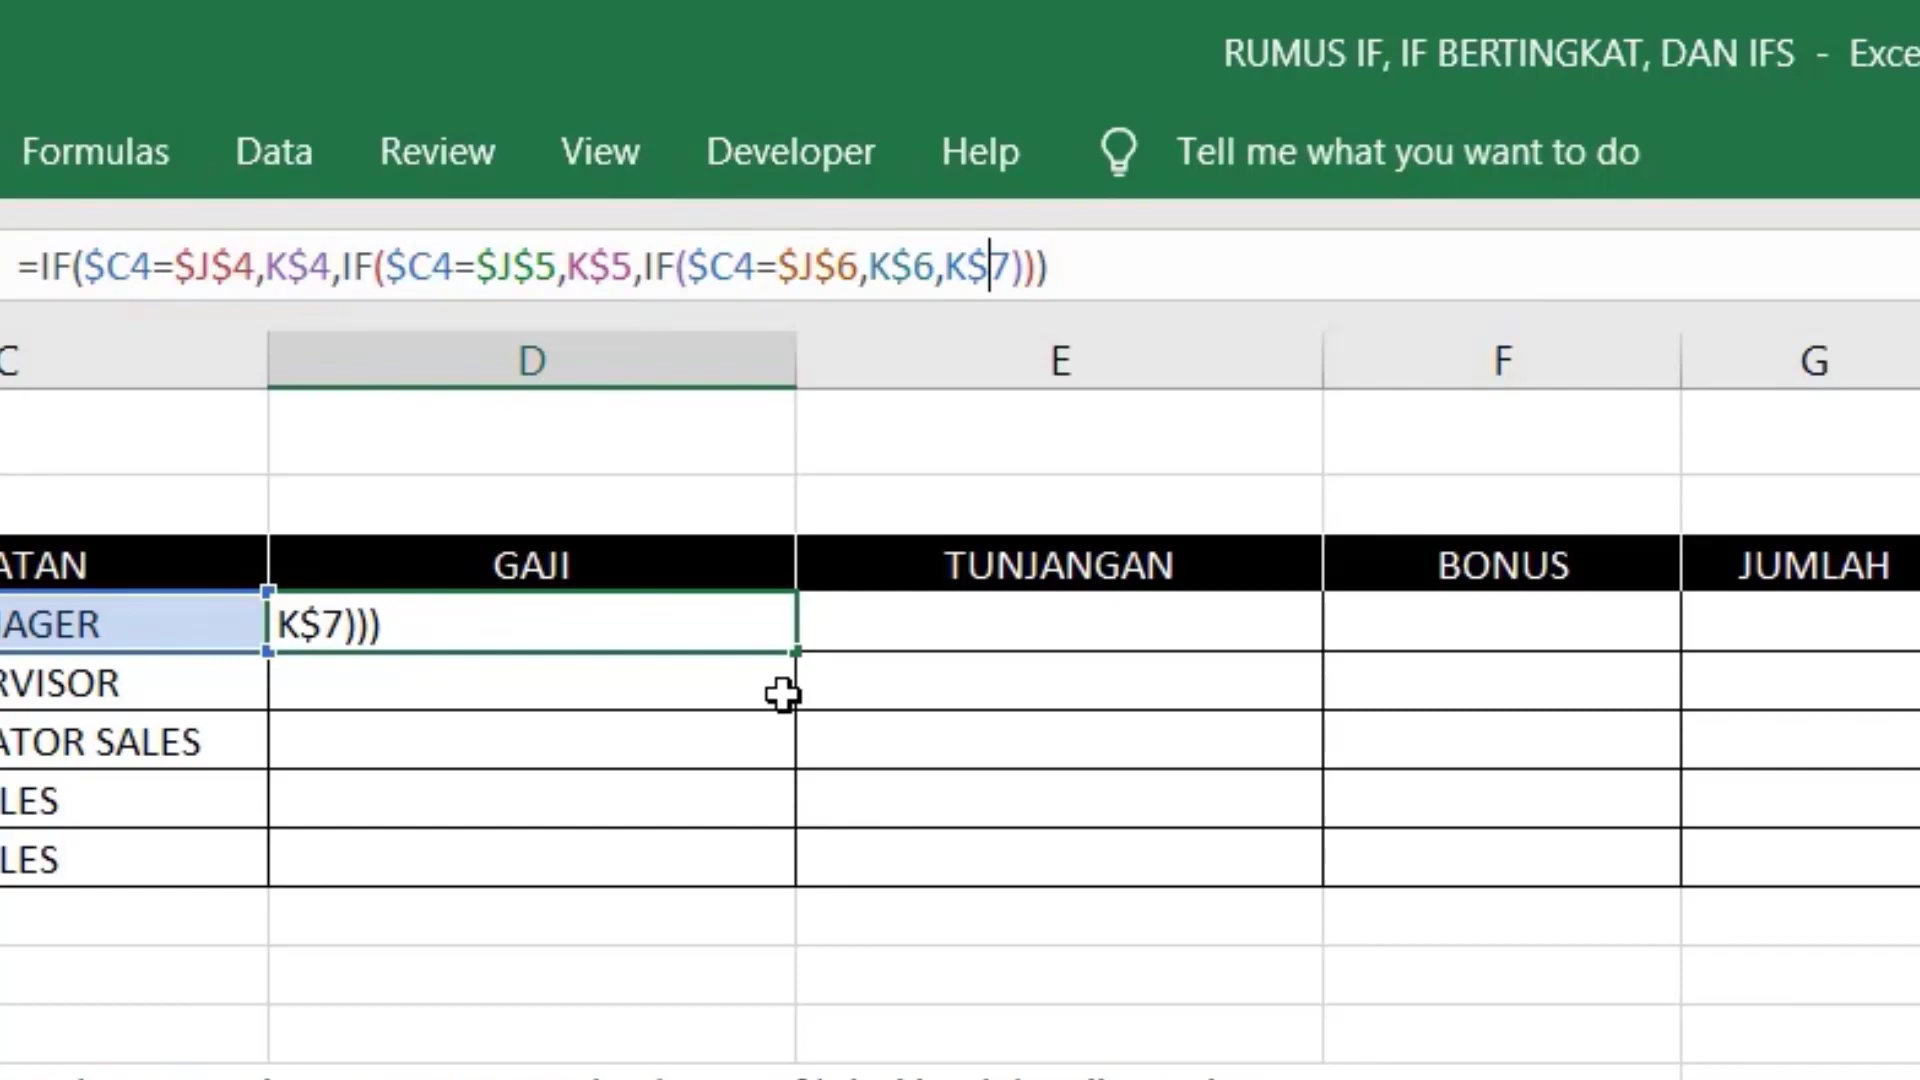 RUMUS IF, IF BERTINGKAT, DAN IFS - Exce
Formulas Data Review View Developer Help Tell me what you want to do
=IF($C4=$J$4,K$4,IF($C4=$J$5,K$5,IF($C4=$J$6,K$6,K$7)))
C D E F G
ATAN GAJI TUNJANGAN BONUS JUMLAH
AGER K$7)))
RVISOR
ATOR SALES
LES
LES